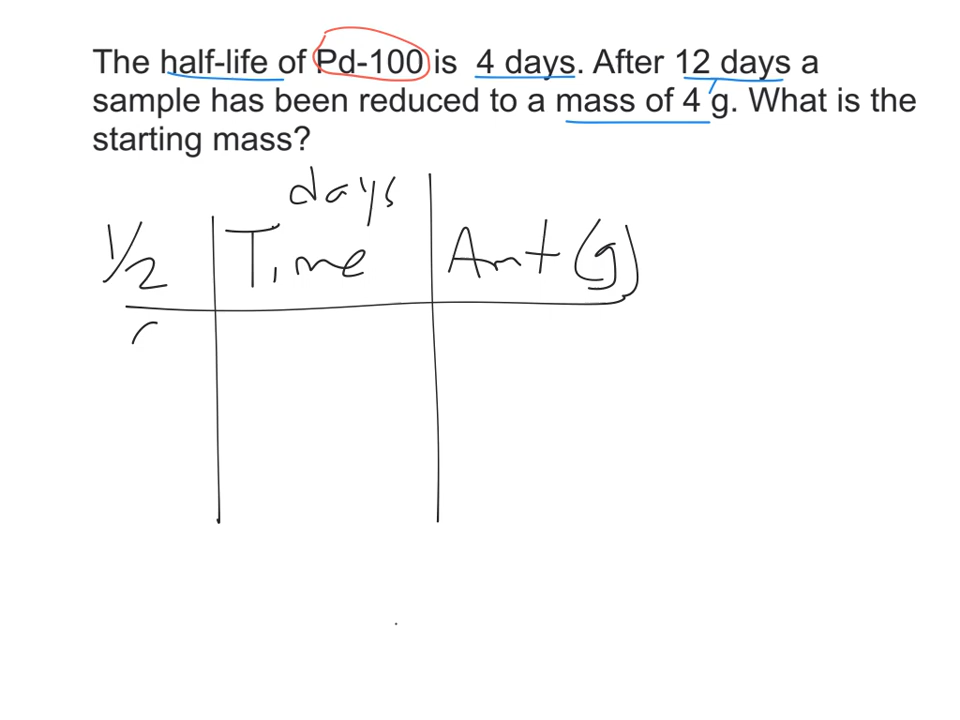 The half-life of Pd-100 is 4 days. After 12 days a
sample has been reduced to a mass of 4 g. What is the
starting mass?
days
1/2 Time Amt (g)